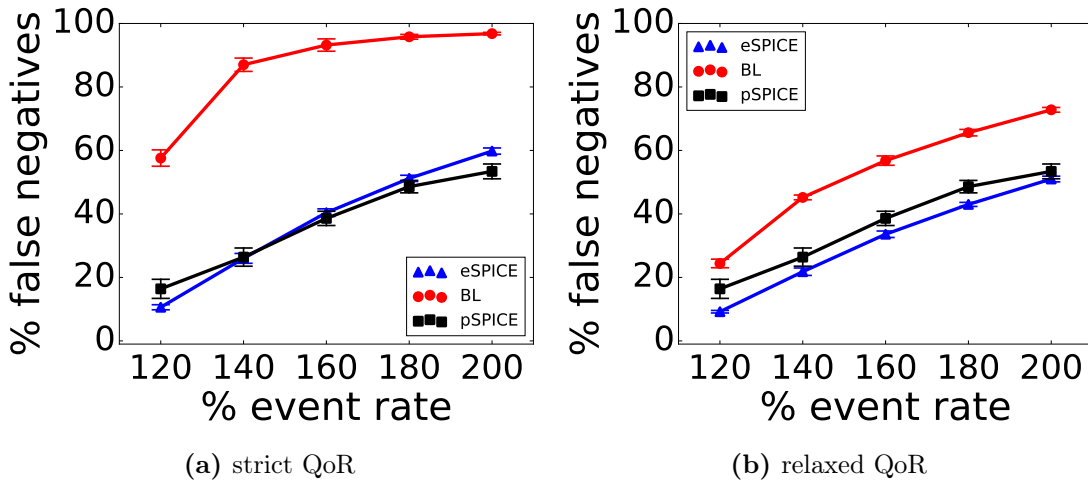 % false negatives
100
80
60
40
20
0
eSPICE
BL
pSPICE
120 140 160 180 200
% event rate
(a) strict QoR
% false negatives
100
80
60
40
20
0
eSPICE
BL
pSPICE
120 140 160 180 200
% event rate
(b) relaxed QoR